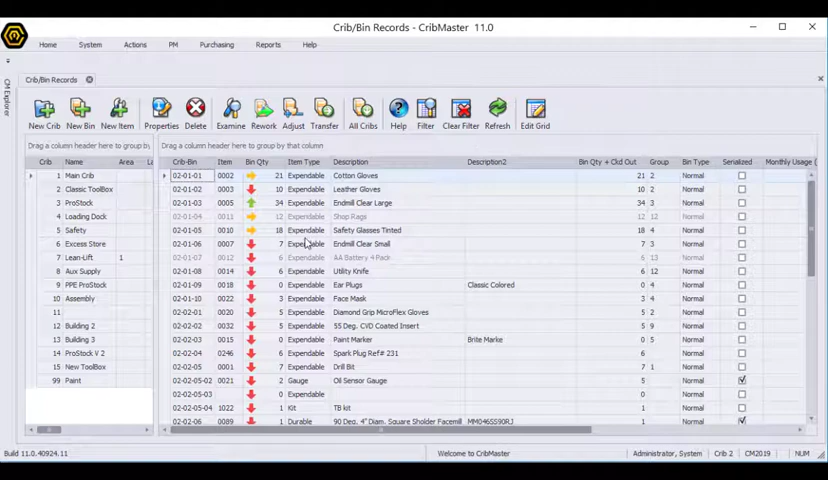 Crib/Bin Records - CribMaster 11.0
Home System Actions PM Purchasing Reports Help
CM Explorer
Crib/Bin Records
New Crib New Bin New Item Properties Delete Examine Rework Adjust Transfer All Cribs Help Filter Clear Filter Refresh Edit Grid
Drag a column header here to group by Drag a column header here to group by that column
Crib Name Area Crib-Bin Item Bin Qty Item Type Description Description2 Bin Qty + Ckd Out Group Bin Type Serialized Monthly Usage (
1 Main Crib 02-01-01 0002 21 Expendable Cotton Gloves 21 2 Normal
2 Classic ToolBox 02-01-02 0003 10 Expendable Leather Gloves 10 2 Normal
3 ProStock 02-01-03 0005 34 Expendable Endmill Clear Large 34 3 Normal
4 Loading Dock 02-01-04 0011 12 Expendable Shop Rags 12 12 Normal
5 Safety 02-01-05 0010 18 Expendable Safety Glasses Tinted 18 4 Normal
6 Excess Store 02-01-06 0007 7 Expendable Endmill Clear Small 7 3 Normal
7 Lean-Lift 1 02-01-07 0012 6 Expendable AA Battery 4 Pack 6 13 Normal
8 Aux Supply 02-01-08 0014 6 Expendable Utility Knife 6 12 Normal
9 PPE ProStock 02-01-09 0018 0 Expendable Ear Plugs Classic Colored 0 4 Normal
10 Assembly 02-01-10 0022 3 Expendable Face Mask 3 4 Normal
11 02-02-01 0020 5 Expendable Diamond Grip MicroFlex Gloves 5 2 Normal
12 Building 2 02-02-02 0032 5 Expendable 55 Deg. CVD Coated Insert 5 9 Normal
13 Building 3 02-02-03 0015 0 Expendable Paint Marker Brite Marke 0 5 Normal
14 ProStock V 2 02-02-04 0246 6 Expendable Spark Plug Ref# 231 6 Normal
15 New ToolBox 02-02-05 0001 7 Expendable Drill Bit 7 1 Normal
99 Paint 02-02-05-02 0021 2 Gauge Oil Sensor Gauge 5 Normal
02-02-05-03 0 Expendable 0 Normal
02-02-05-04 1022 1 Kit TB kit 1 Normal
02-02-06 0089 1 Durable 90 Deg. 4" Diam. Square Sholder Facemill MM046SS90RJ 1 Normal
Build 11.0.40924.11 Welcome to CribMaster Administrator, System Crib 2 CM2019 NUM